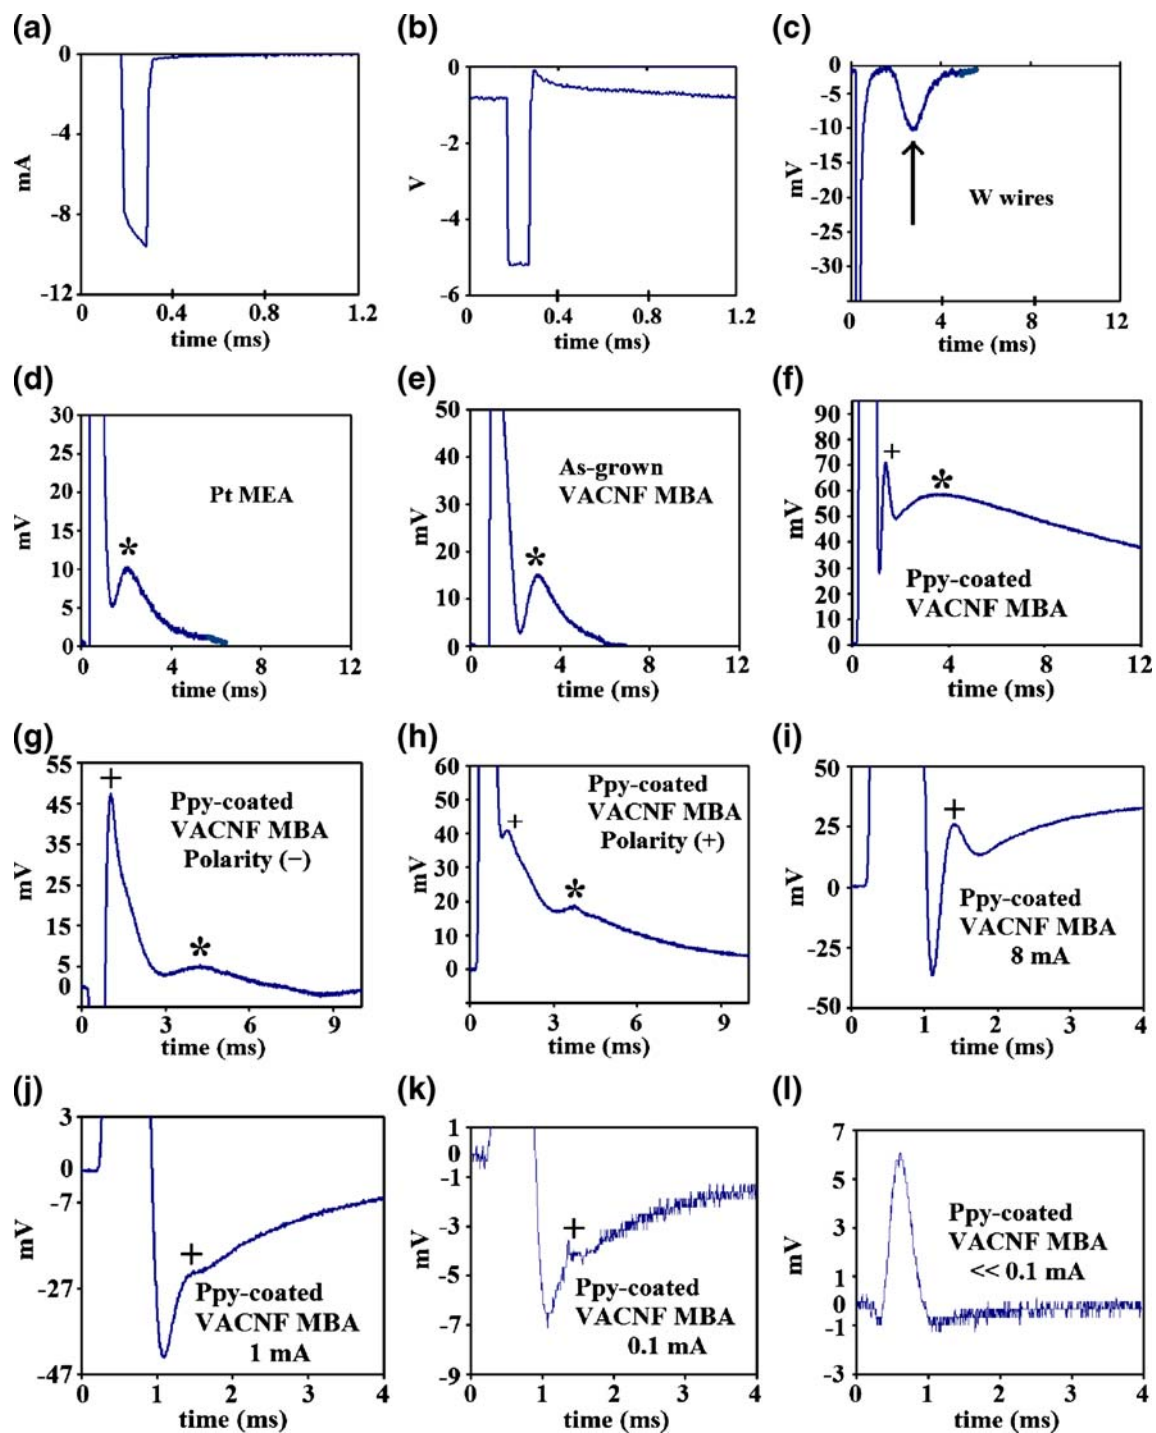 (a)
0
-4
-8
-12
mA
0 0.4 0.8 1.2
time (ms)
(b)
0
-2
-4
-6
V
0 0.4 0.8 1.2
time (ms)
(c)
0
-5
-10
-15
-20
-25
-30
mV
W wires
0 4 8 12
time (ms)
(d)
30
25
20
15
10
5
0
mV
Pt MEA
*
0 4 8 12
time (ms)
(e)
50
40
30
20
10
0
mV
As-grown
VACNF MBA
*
0 4 8 12
time (ms)
(f)
90
80
70
60
50
40
30
20
10
0
mV
+
*
Ppy-coated
VACNF MBA
0 4 8 12
time (ms)
(g)
55
45
35
25
15
5
0
mV
+
Ppy-coated
VACNF MBA
Polarity (−)
*
0 3 6 9
time (ms)
(h)
60
50
40
30
20
10
0
mV
Ppy-coated
VACNF MBA
Polarity (+)
+
*
0 3 6 9
time (ms)
(i)
50
25
0
-25
-50
mV
+
Ppy-coated
VACNF MBA
8 mA
0 1 2 3 4
time (ms)
(j)
3
0
-7
-27
-47
mV
+
Ppy-coated
VACNF MBA
1 mA
0 1 2 3 4
time (ms)
(k)
1
0
-1
-3
-5
-7
-9
mV
+
Ppy-coated
VACNF MBA
0.1 mA
0 1 2 3 4
time (ms)
(l)
7
5
3
1
0
-1
-3
mV
Ppy-coated
VACNF MBA
<< 0.1 mA
0 1 2 3 4
time (ms)